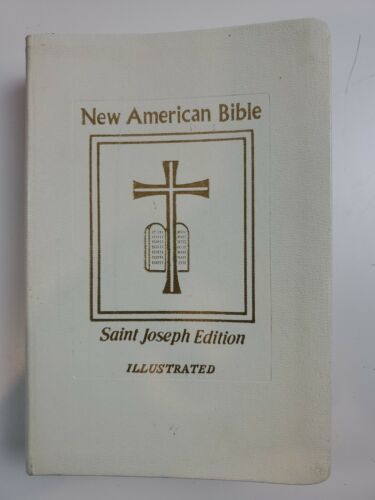 New American Bible
Saint Joseph Edition
ILLUSTRATED